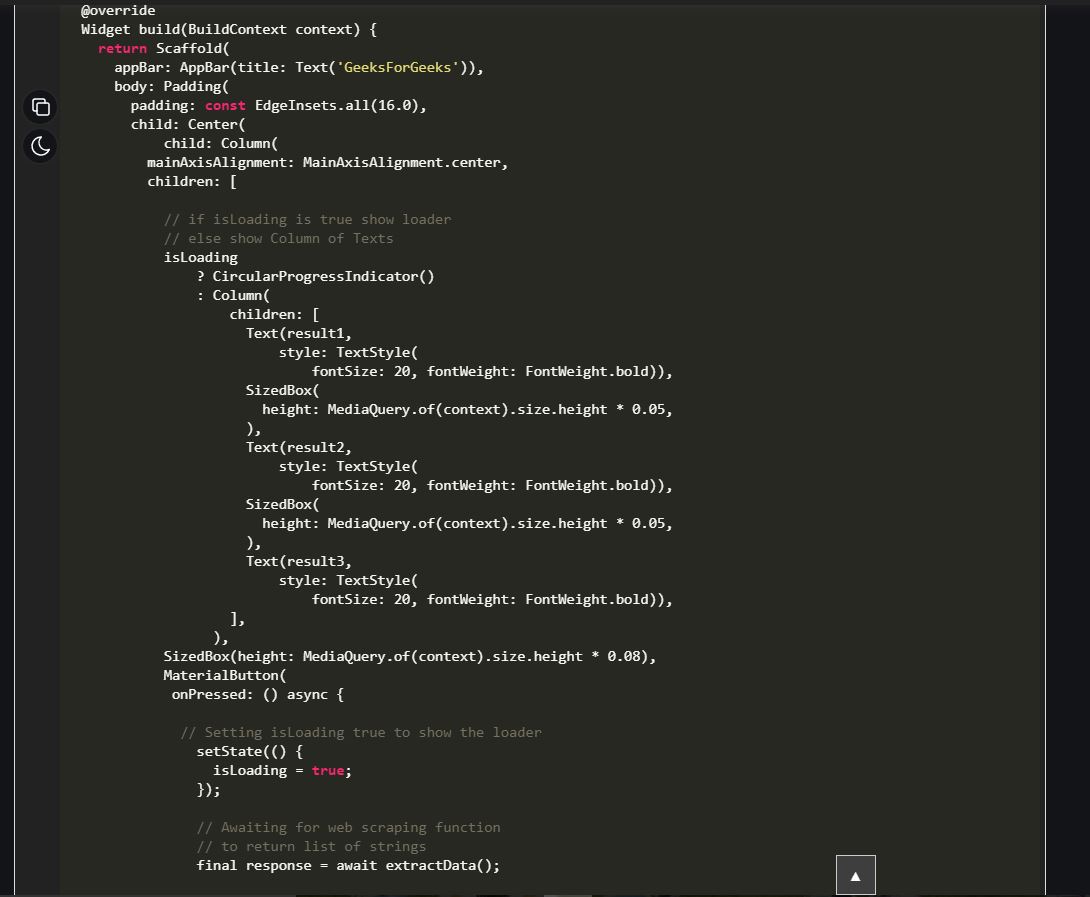 @override
Widget build(BuildContext context) {
  return Scaffold(
    appBar: AppBar(title: Text('GeeksForGeeks')),
    body: Padding(
      padding: const EdgeInsets.all(16.0),
      child: Center(
          child: Column(
        mainAxisAlignment: MainAxisAlignment.center,
        children: [

          // if isLoading is true show loader
          // else show Column of Texts
          isLoading
              ? CircularProgressIndicator()
              : Column(
                  children: [
                    Text(result1,
                        style: TextStyle(
                            fontSize: 20, fontWeight: FontWeight.bold)),
                    SizedBox(
                      height: MediaQuery.of(context).size.height * 0.05,
                    ),
                    Text(result2,
                        style: TextStyle(
                            fontSize: 20, fontWeight: FontWeight.bold)),
                    SizedBox(
                      height: MediaQuery.of(context).size.height * 0.05,
                    ),
                    Text(result3,
                        style: TextStyle(
                            fontSize: 20, fontWeight: FontWeight.bold)),
                  ],
                ),
          SizedBox(height: MediaQuery.of(context).size.height * 0.08),
          MaterialButton(
           onPressed: () async {

            // Setting isLoading true to show the loader
              setState(() {
                isLoading = true;
              });

              // Awaiting for web scraping function
              // to return list of strings
              final response = await extractData();